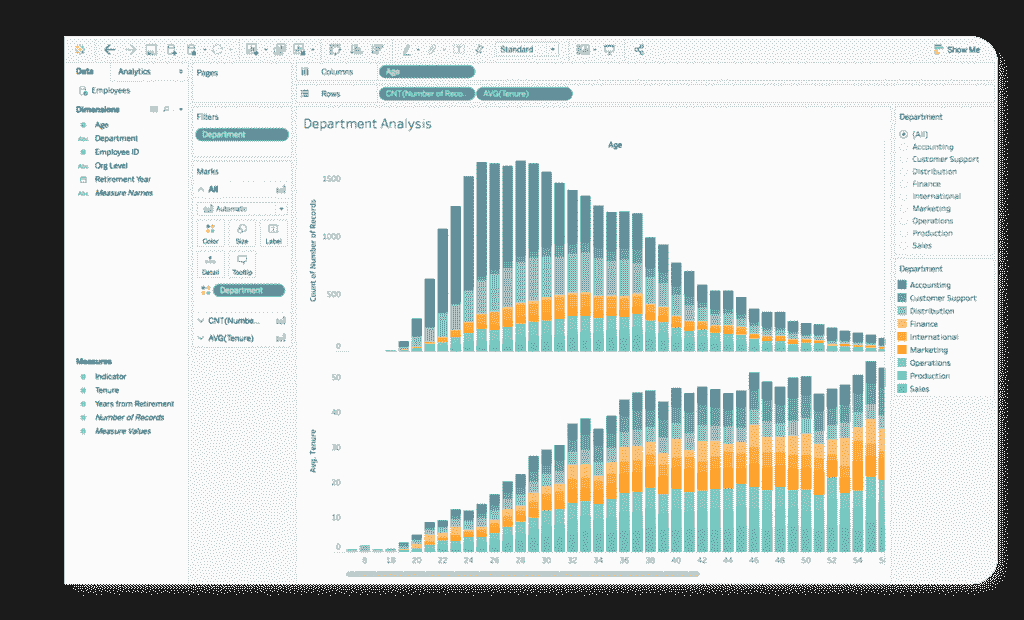 Standard
Show Me
Data
Analytics
Pages
Columns
Age
Employees
Rows
CNT(Number of Reco..
AVG(Tenure)
Dimensions
Age
Abc
Department
Employee ID
Abc
Org Level
Retirement Year
Abc
Measure Names
Filters
Department
Marks
All
Automatic
Color
Size
Label
Detail
Tooltip
Department
CNT(Numbe...
AVG(Tenure)
Measures
Indicator
Tenure
Years from Retirement
Number of Records
Measure Values
Department Analysis
Age
Count of Number of Records
1500
1000
500
0
Avg. Tenure
50
40
30
20
10
0
8
18
20
22
24
26
28
30
32
34
36
38
40
42
44
46
48
50
52
54
Department
(All)
Accounting
Customer Support
Distribution
Finance
International
Marketing
Operations
Production
Sales
Department
Accounting
Customer Support
Distribution
Finance
International
Marketing
Operations
Production
Sales